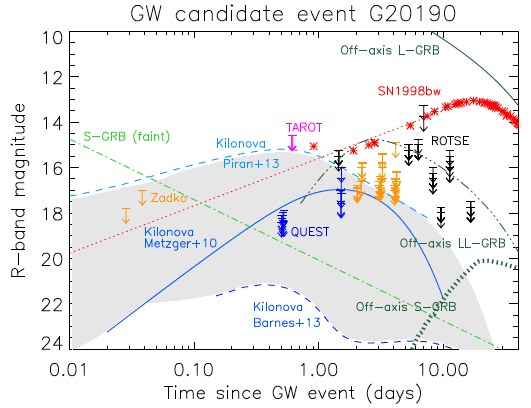 GW candidate event G20190
R-band magnitude
10
12
14
16
18
20
22
24
Off-axis L-GRB
SN1998bw
TAROT
S-GRB (faint)
Kilonova
Piran+13
ROTSE
Zadko
Kilonova
Metzger+10
QUEST
Off-axis LL-GRB
Kilonova
Barnes+13
Off-axis S-GRB
0.01
0.10
1.00
10.00
Time since GW event (days)